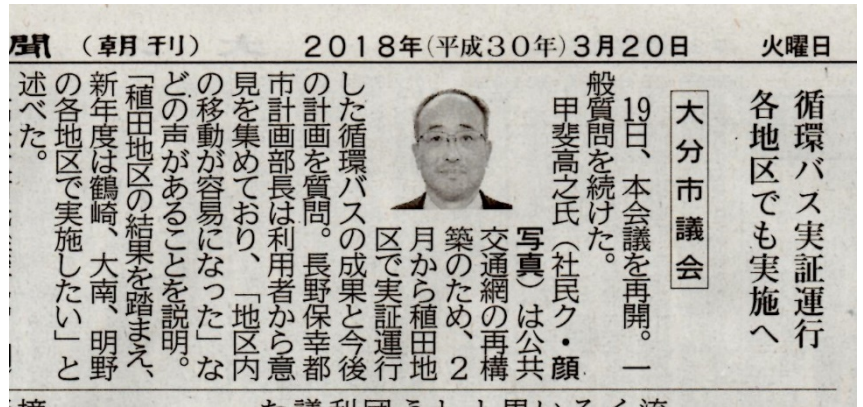 聞 (朝刊) 2018年(平成30年)3月20日 火曜日
循環バス実証運行
各地区でも実施へ
大分市議会
19日、本会議を再開。一
般質問を続けた。
甲斐高之氏(社民ク・顔
写真)は公共
交通網の再構
築のため、2
月から稙田地
区で実証運行
した循環バスの成果と今後
の計画を質問。長野保幸都
市計画部長は利用者から意
見を集めており、「地区内
の移動が容易になった」な
どの声があることを説明。
「稙田地区の結果を踏まえ、
新年度は鶴崎、大南、明野
の各地区で実施したい」と
述べた。